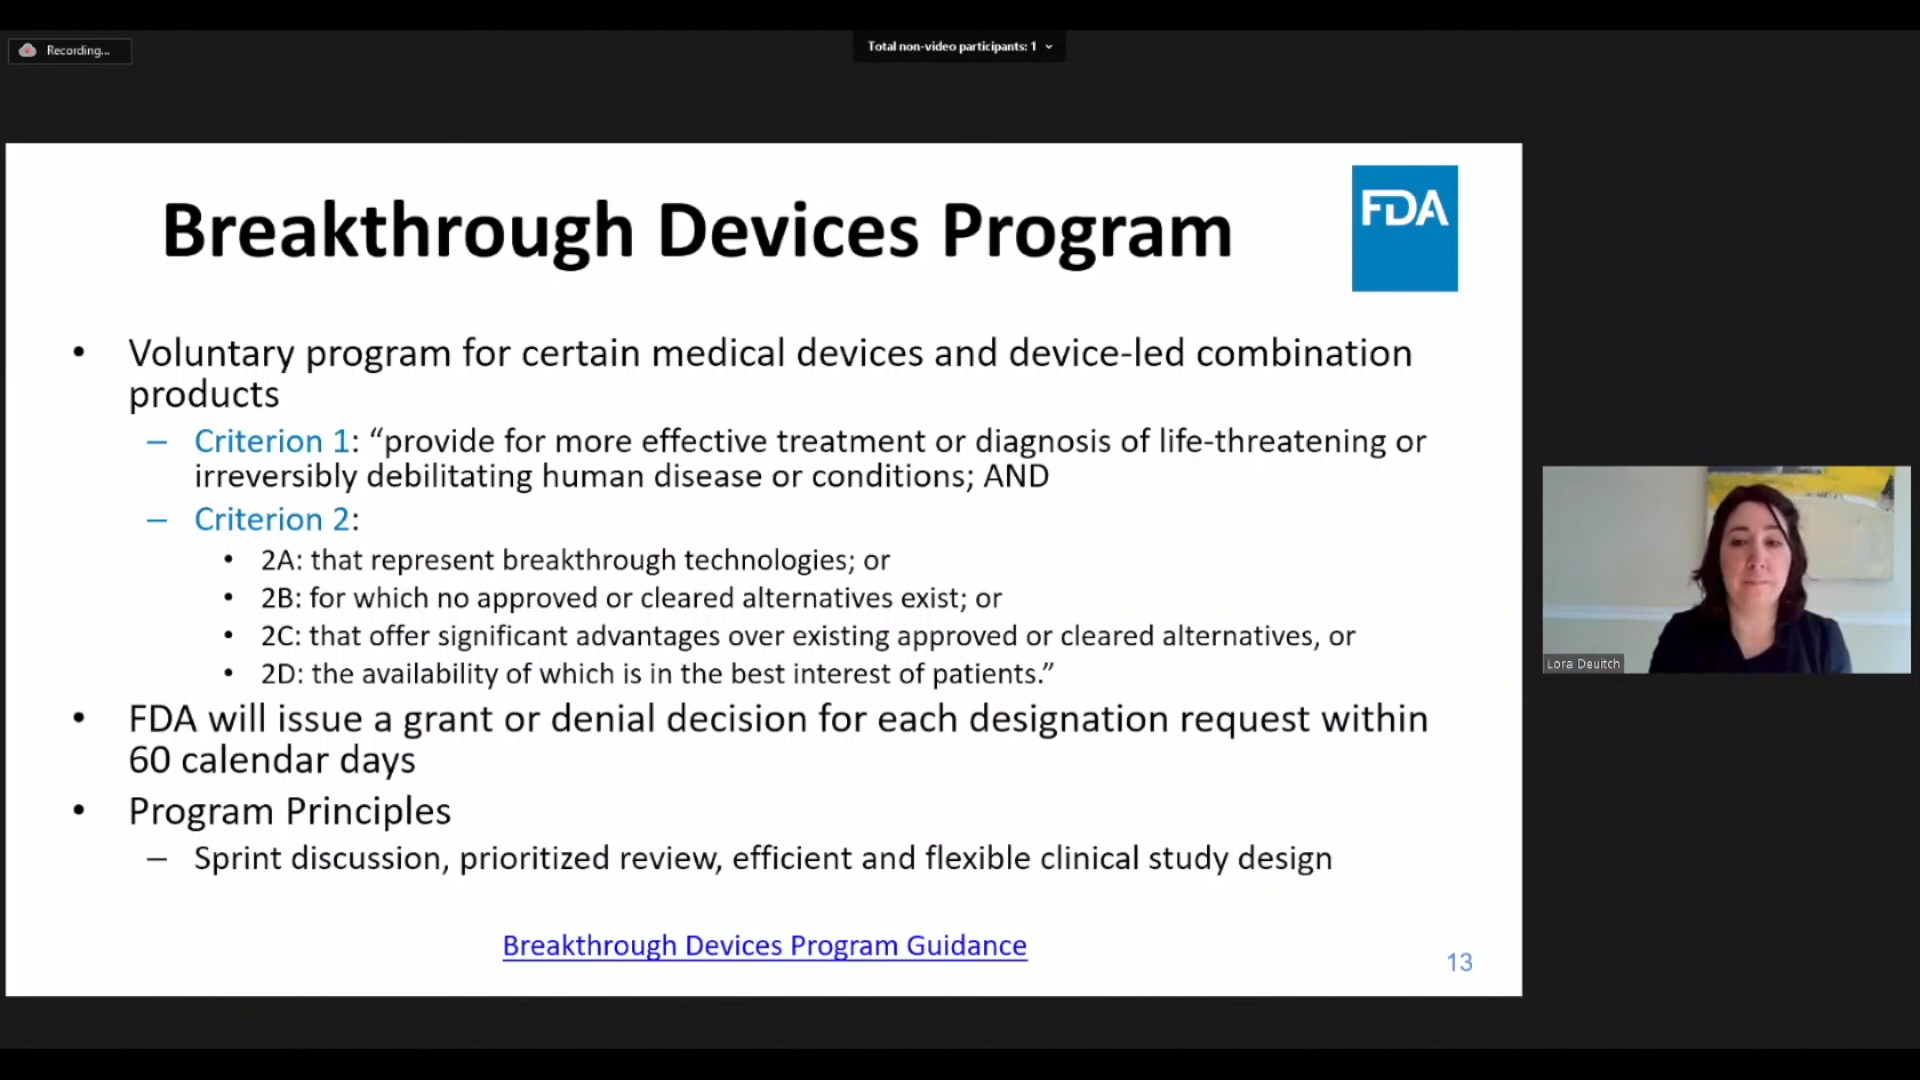 Recording...
Total non-video participants: 1
Breakthrough Devices Program
FDA
• Voluntary program for certain medical devices and device-led combination
products
– Criterion 1: “provide for more effective treatment or diagnosis of life-threatening or
irreversibly debilitating human disease or conditions; AND
– Criterion 2:
• 2A: that represent breakthrough technologies; or
• 2B: for which no approved or cleared alternatives exist; or
• 2C: that offer significant advantages over existing approved or cleared alternatives, or
• 2D: the availability of which is in the best interest of patients.”
• FDA will issue a grant or denial decision for each designation request within
60 calendar days
• Program Principles
– Sprint discussion, prioritized review, efficient and flexible clinical study design
Breakthrough Devices Program Guidance
13
Lora Deuitch